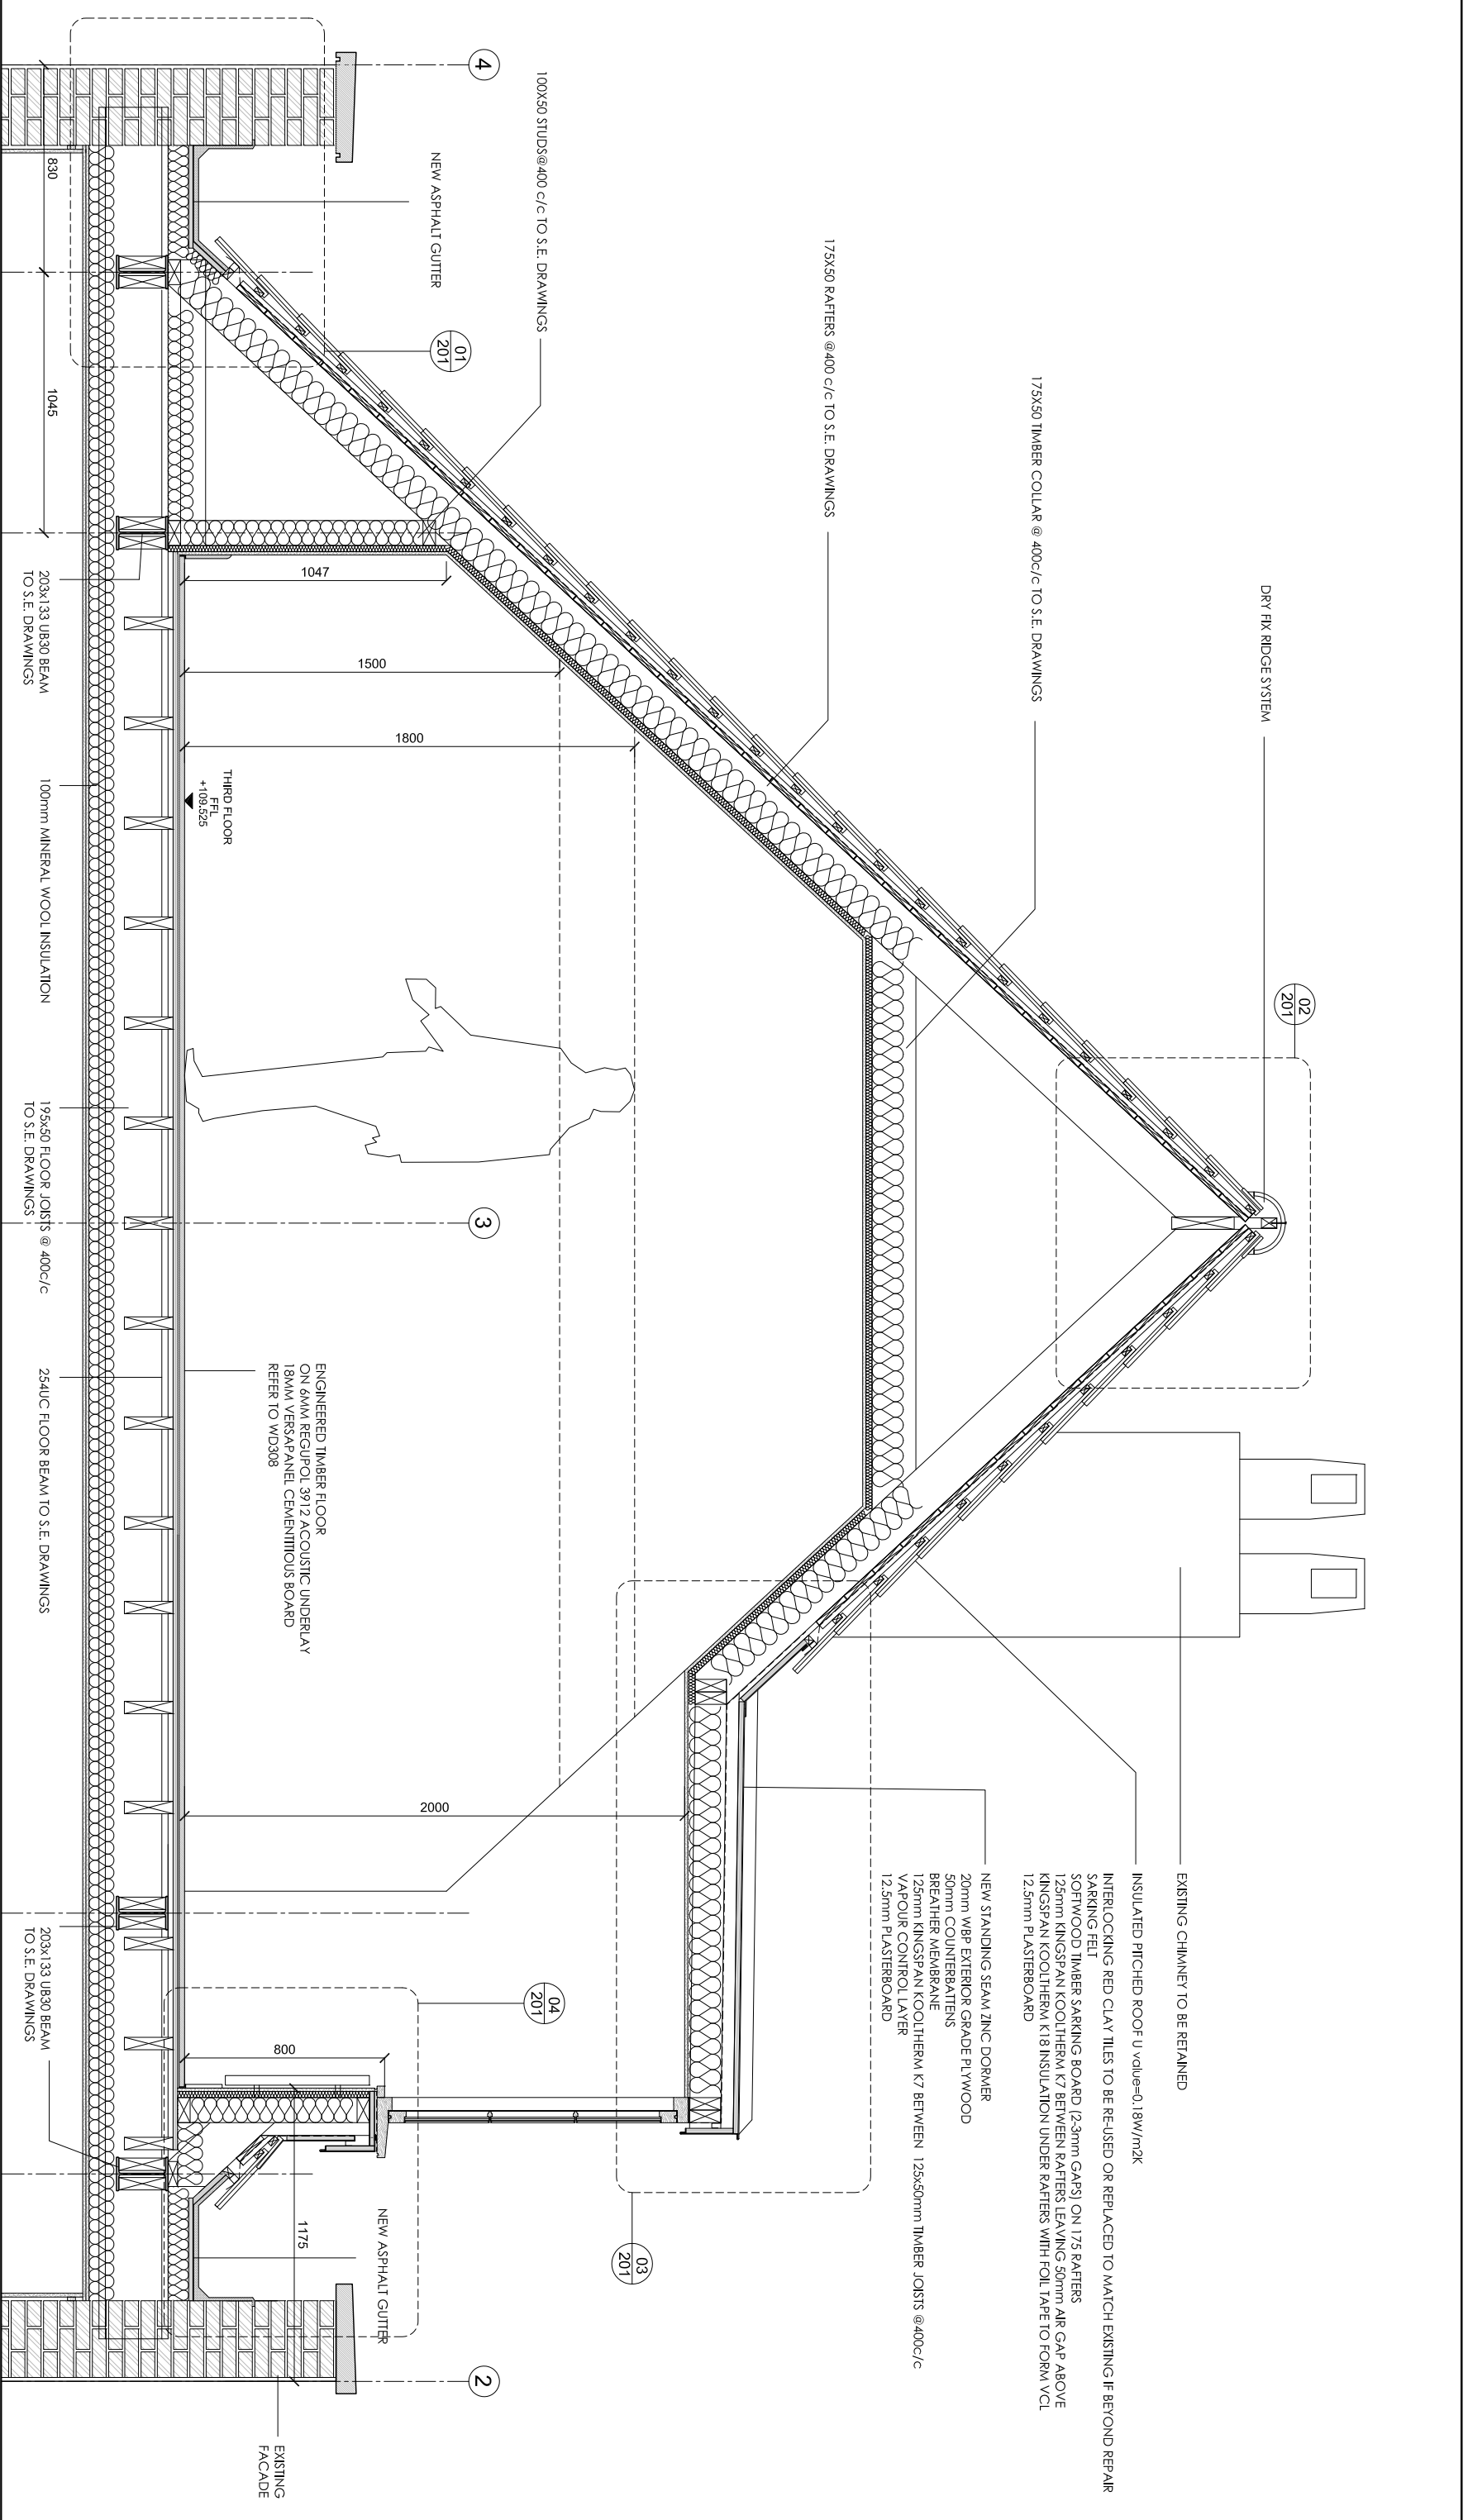 DRY FIX RIDGE SYSTEM
02
201
175X50 TIMBER COLLAR @ 400c/c TO S.E. DRAWINGS
175X50 RAFTERS @400 c/c TO S.E. DRAWINGS
100X50 STUDS@400 c/c TO S.E. DRAWINGS
NEW ASPHALT GUTTER
01
201
4
3
2
EXISTING CHIMNEY TO BE RETAINED
INSULATED PITCHED ROOF U value=0.18W/m2K
INTERLOCKING RED CLAY TILES TO BE RE-USED OR REPLACED TO MATCH EXISTING IF BEYOND REPAIR
SARKING FELT
SOFTWOOD TIMBER SARKING BOARD (2-3mm GAPS) ON 175 RAFTERS
125mm KINGSPAN KOOLTHERM K7 BETWEEN RAFTERS LEAVING 50mm AIR GAP ABOVE
KINGSPAN KOOLTHERM K18 INSULATION UNDER RAFTERS WITH FOIL TAPE TO FORM VCL
12.5mm PLASTERBOARD
NEW STANDING SEAM ZINC DORMER
20mm WBP EXTERIOR GRADE PLYWOOD
50mm COUNTERBATTENS
BREATHER MEMBRANE
125mm KINGSPAN KOOLTHERM K7 BETWEEN 125x50mm TIMBER JOISTS @400c/c
VAPOUR CONTROL LAYER
12.5mm PLASTERBOARD
03
201
04
201
NEW ASPHALT GUTTER
EXISTING
FACADE
1047
1500
1800
2000
800
1175
THIRD FLOOR
FFL
+109.525
ENGINEERED TIMBER FLOOR
ON 6MM REGUPOL 3912 ACOUSTIC UNDERLAY
18MM VERSAPANEL CEMENTITIOUS BOARD
REFER TO WD308
830
1045
203x133 UB30 BEAM
TO S.E. DRAWINGS
100mm MINERAL WOOL INSULATION
195x50 FLOOR JOISTS @ 400c/c
TO S.E. DRAWINGS
254UC FLOOR BEAM TO S.E. DRAWINGS
203x133 UB30 BEAM
TO S.E. DRAWINGS